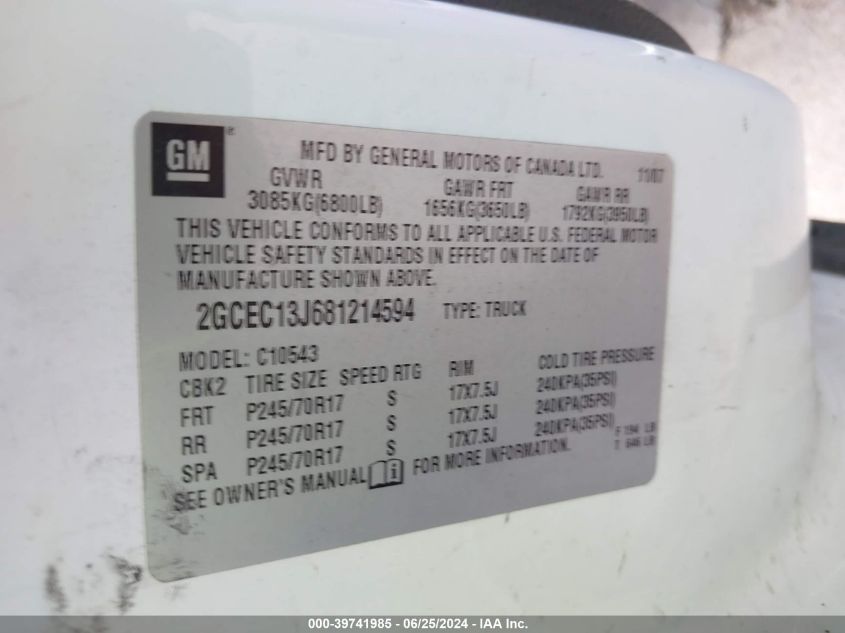 GM ® MFD BY GENERAL MOTORS OF CANADA LTD. 11/07
GVWR GAWR FRT GAWR RR
3085KG(6800LB) 1656KG(3650LB) 1792KG(3950LB)
THIS VEHICLE CONFORMS TO ALL APPLICABLE U.S. FEDERAL MOTOR
VEHICLE SAFETY STANDARDS IN EFFECT ON THE DATE OF
MANUFACTURE SHOWN ABOVE.
2GCEC13J681214594 TYPE: TRUCK
MODEL: C10543
CBK2 TIRE SIZE SPEED RTG RIM COLD TIRE PRESSURE
FRT P245/70R17 S 17X7.5J 240KPA(35PSI)
RR P245/70R17 S 17X7.5J 240KPA(35PSI)
SPA P245/70R17 S 17X7.5J 240KPA(35PSI)
F 194 LB
T 646 LB
SEE OWNER'S MANUAL i FOR MORE INFORMATION.
000-39741985 / 06/25/2024 - IAA Inc.